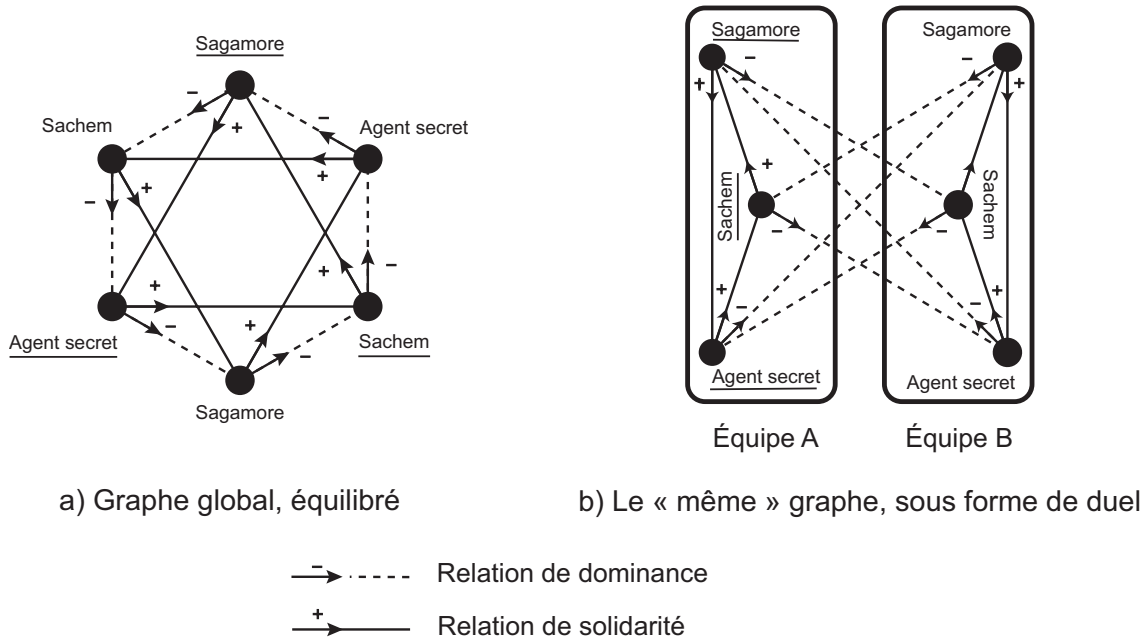 Sagamore
Sachem
Agent secret
Agent secret
Sachem
Sagamore
− + − + − + + − + − + −
a) Graphe global, équilibré
Sagamore
Sachem
Agent secret
Équipe A
Sagamore
Sachem
Agent secret
Équipe B
+ − + − + − − + − + −
b) Le « même » graphe, sous forme de duel
− Relation de dominance
+ Relation de solidarité